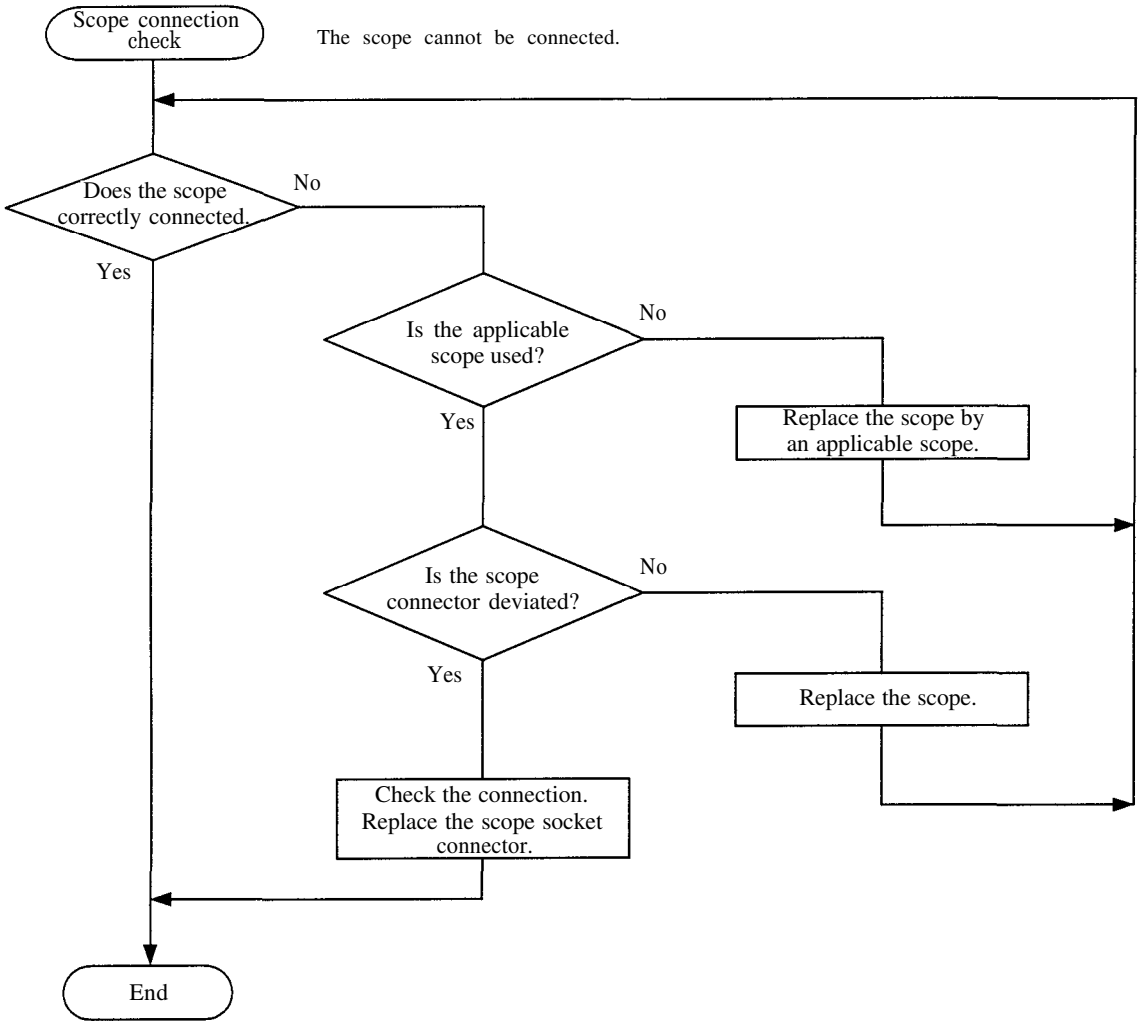 Scope connection
check
The scope cannot be connected.
Does the scope
correctly connected.
No
Yes
Is the applicable
scope used?
No
Yes
Replace the scope by
an applicable scope.
Is the scope
connector deviated?
No
Yes
Replace the scope.
Check the connection.
Replace the scope socket
connector.
End